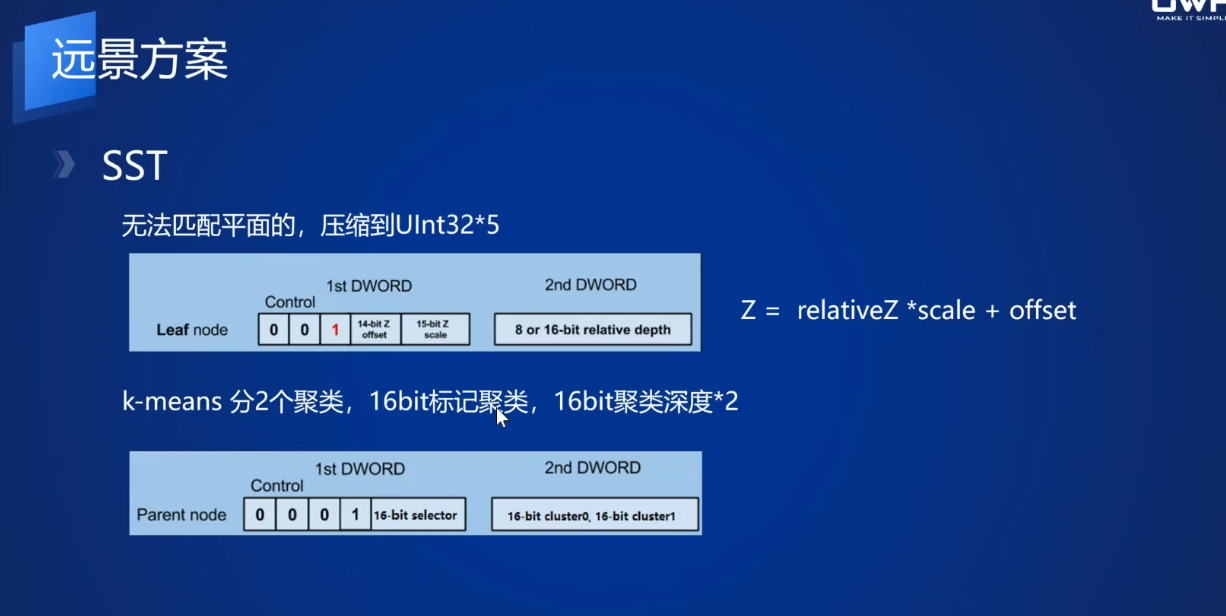 MAKE IT SIMPL
远景方案
SST
无法匹配平面的，压缩到UInt32*5
1st DWORD
2nd DWORD
Control
Leaf node
0 0 1 14-bit Z offset 15-bit Z scale
8 or 16-bit relative depth
Z = relativeZ *scale + offset
k-means 分2个聚类，16bit标记聚类，16bit聚类深度*2
1st DWORD
2nd DWORD
Control
Parent node
0 0 0 1 16-bit selector
16-bit cluster0, 16-bit cluster1